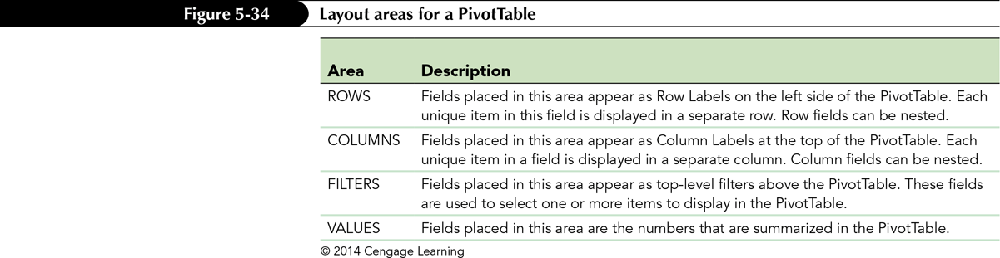 Figure 5-34 Layout areas for a PivotTable
Area Description
ROWS Fields placed in this area appear as Row Labels on the left side of the PivotTable. Each
unique item in this field is displayed in a separate row. Row fields can be nested.
COLUMNS Fields placed in this area appear as Column Labels at the top of the PivotTable. Each
unique item in a field is displayed in a separate column. Column fields can be nested.
FILTERS Fields placed in this area appear as top-level filters above the PivotTable. These fields
are used to select one or more items to display in the PivotTable.
VALUES Fields placed in this area are the numbers that are summarized in the PivotTable.
© 2014 Cengage Learning